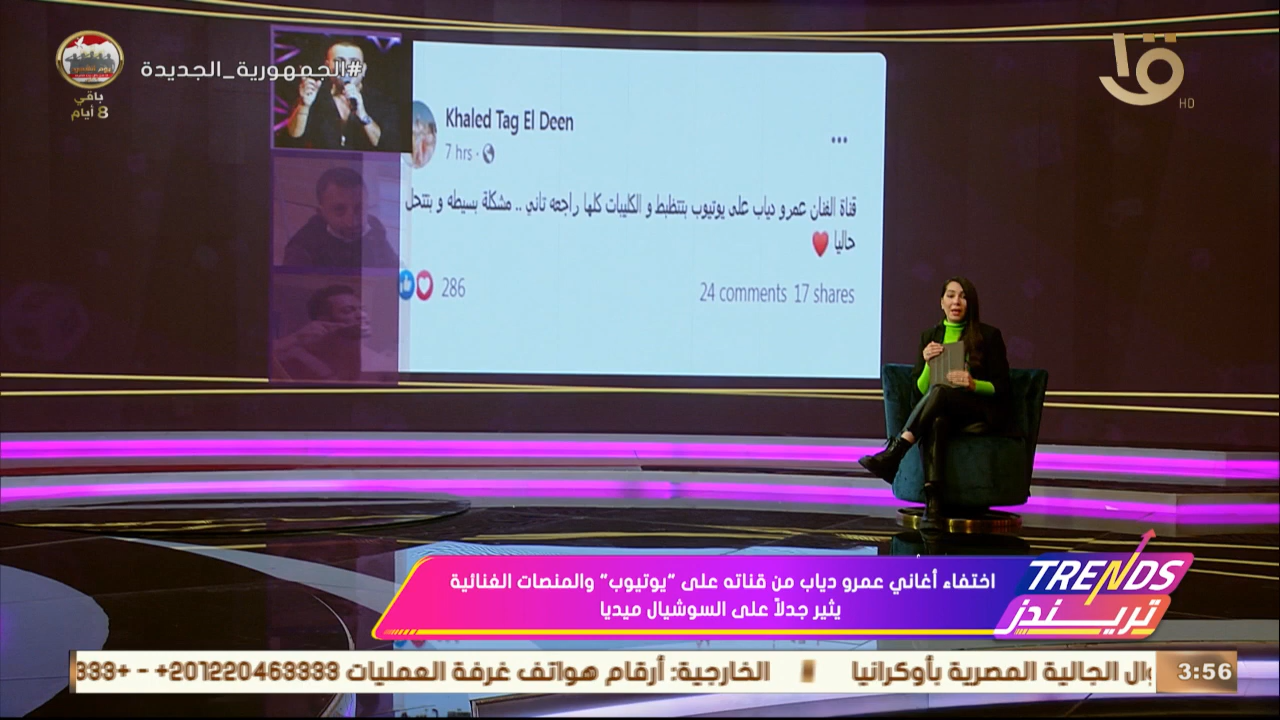 #الجمهورية_الجديدة
باقي
8 أيام
HD
Khaled Tag El Deen
7 hrs
قناة الفنان عمرو دياب على يوتيوب بتتظبط و الكليبات كلها راجعه تاني .. مشكلة بسيطه و بتتحل
حاليا ❤️
286
24 comments 17 shares
TRENDS
تريندز
اختفاء أغاني عمرو دياب من قناته على "يوتيوب" والمنصات الغنائية
يثير جدلاً على السوشيال ميديا
3:56
الجالية المصرية بأوكرانيا
الخارجية: أرقام هواتف غرفة العمليات 201220463333+ -